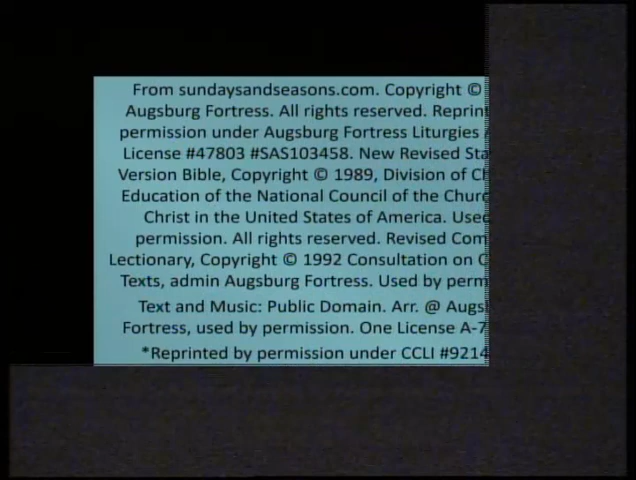 From sundaysandseasons.com. Copyright ©
Augsburg Fortress. All rights reserved. Reprin
permission under Augsburg Fortress Liturgies
License #47803 #SAS103458. New Revised Sta
Version Bible, Copyright © 1989, Division of C
Education of the National Council of the Churc
Christ in the United States of America. Used
permission. All rights reserved. Revised Com
Lectionary, Copyright © 1992 Consultation on C
Texts, admin Augsburg Fortress. Used by perm
Text and Music: Public Domain. Arr. @ Augs
Fortress, used by permission. One License A-7
*Reprinted by permission under CCLI #9214